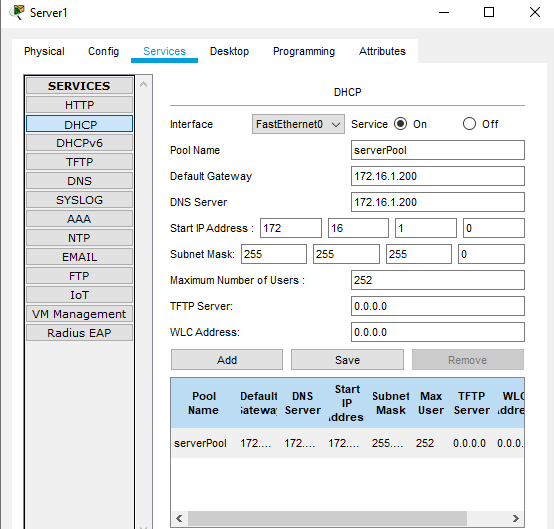 Server1
Physical Config Services Desktop Programming Attributes
SERVICES
HTTP
DHCP
DHCPv6
TFTP
DNS
SYSLOG
AAA
NTP
EMAIL
FTP
IoT
VM Management
Radius EAP
DHCP
Interface FastEthernet0 Service On Off
Pool Name serverPool
Default Gateway 172.16.1.200
DNS Server 172.16.1.200
Start IP Address : 172 16 1 0
Subnet Mask: 255 255 255 0
Maximum Number of Users : 252
TFTP Server: 0.0.0.0
WLC Address: 0.0.0.0
Add Save Remove
Pool Name Default Gateway DNS Server Start IP Address Subnet Mask Max User TFTP Server WLC Address
serverPool 172.... 172.... 172.... 255.... 252 0.0.0.0 0.0.0....